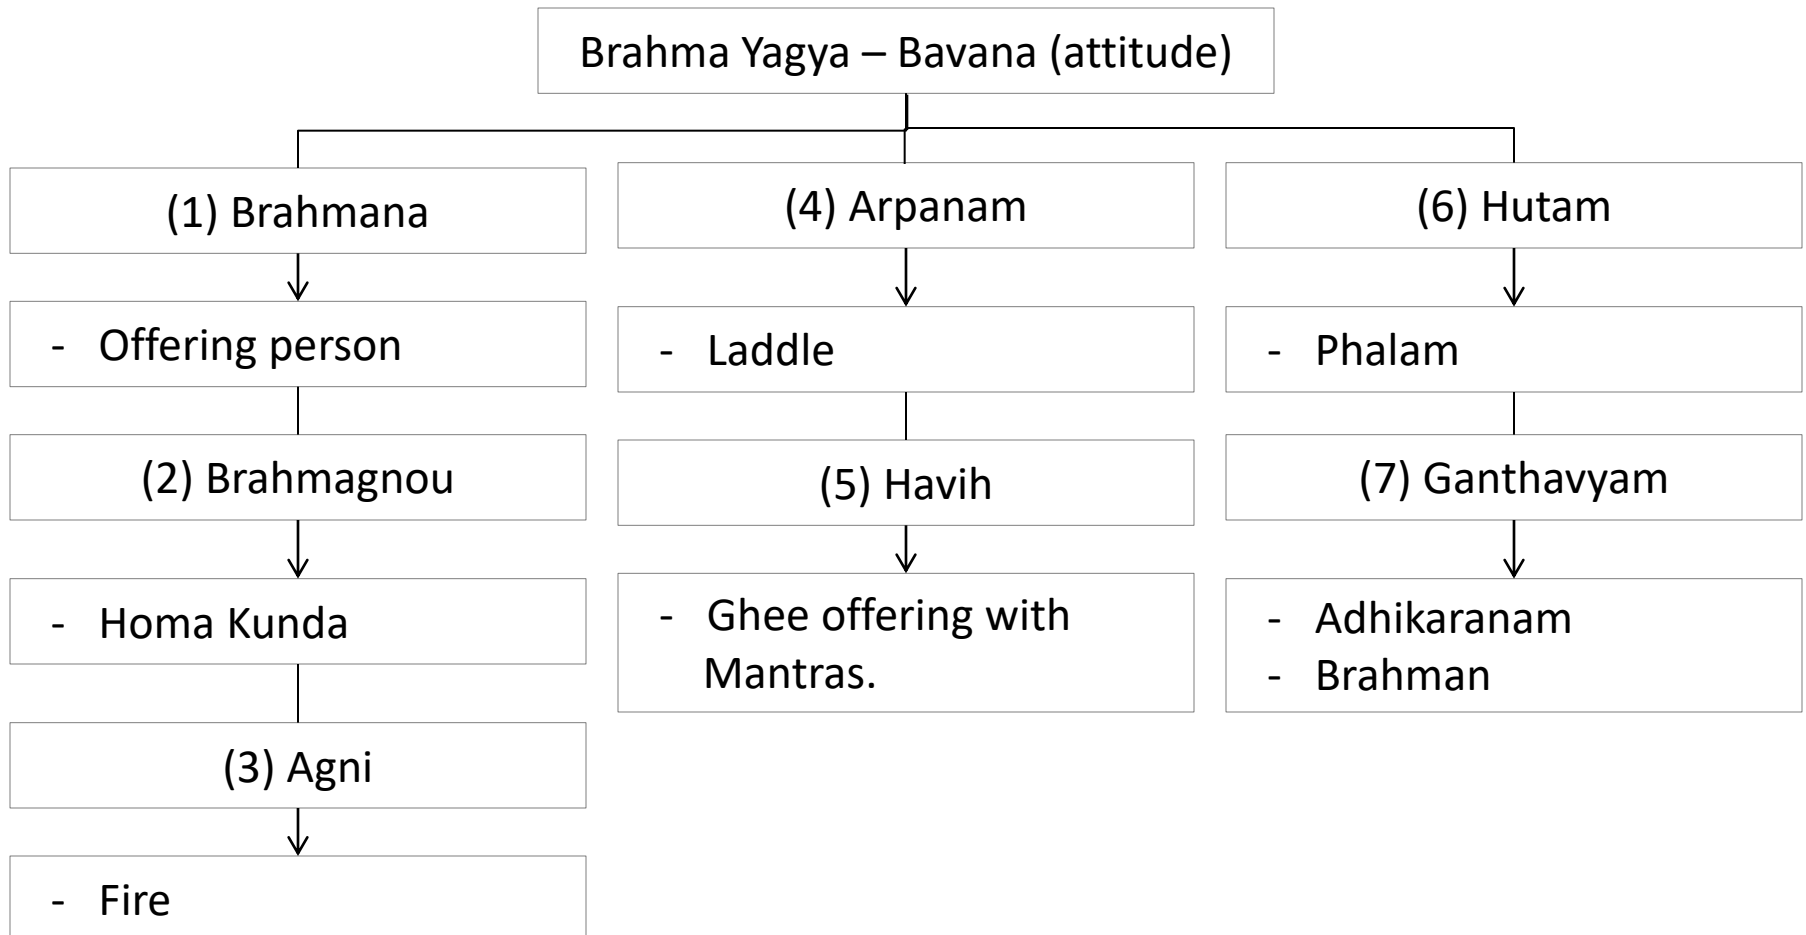 Brahma Yagya – Bavana (attitude)
(1) Brahmana
- Offering person
(2) Brahmagnou
- Homa Kunda
(3) Agni
- Fire
(4) Arpanam
- Laddle
(5) Havih
- Ghee offering with
Mantras.
(6) Hutam
- Phalam
(7) Ganthavyam
- Adhikaranam
- Brahman